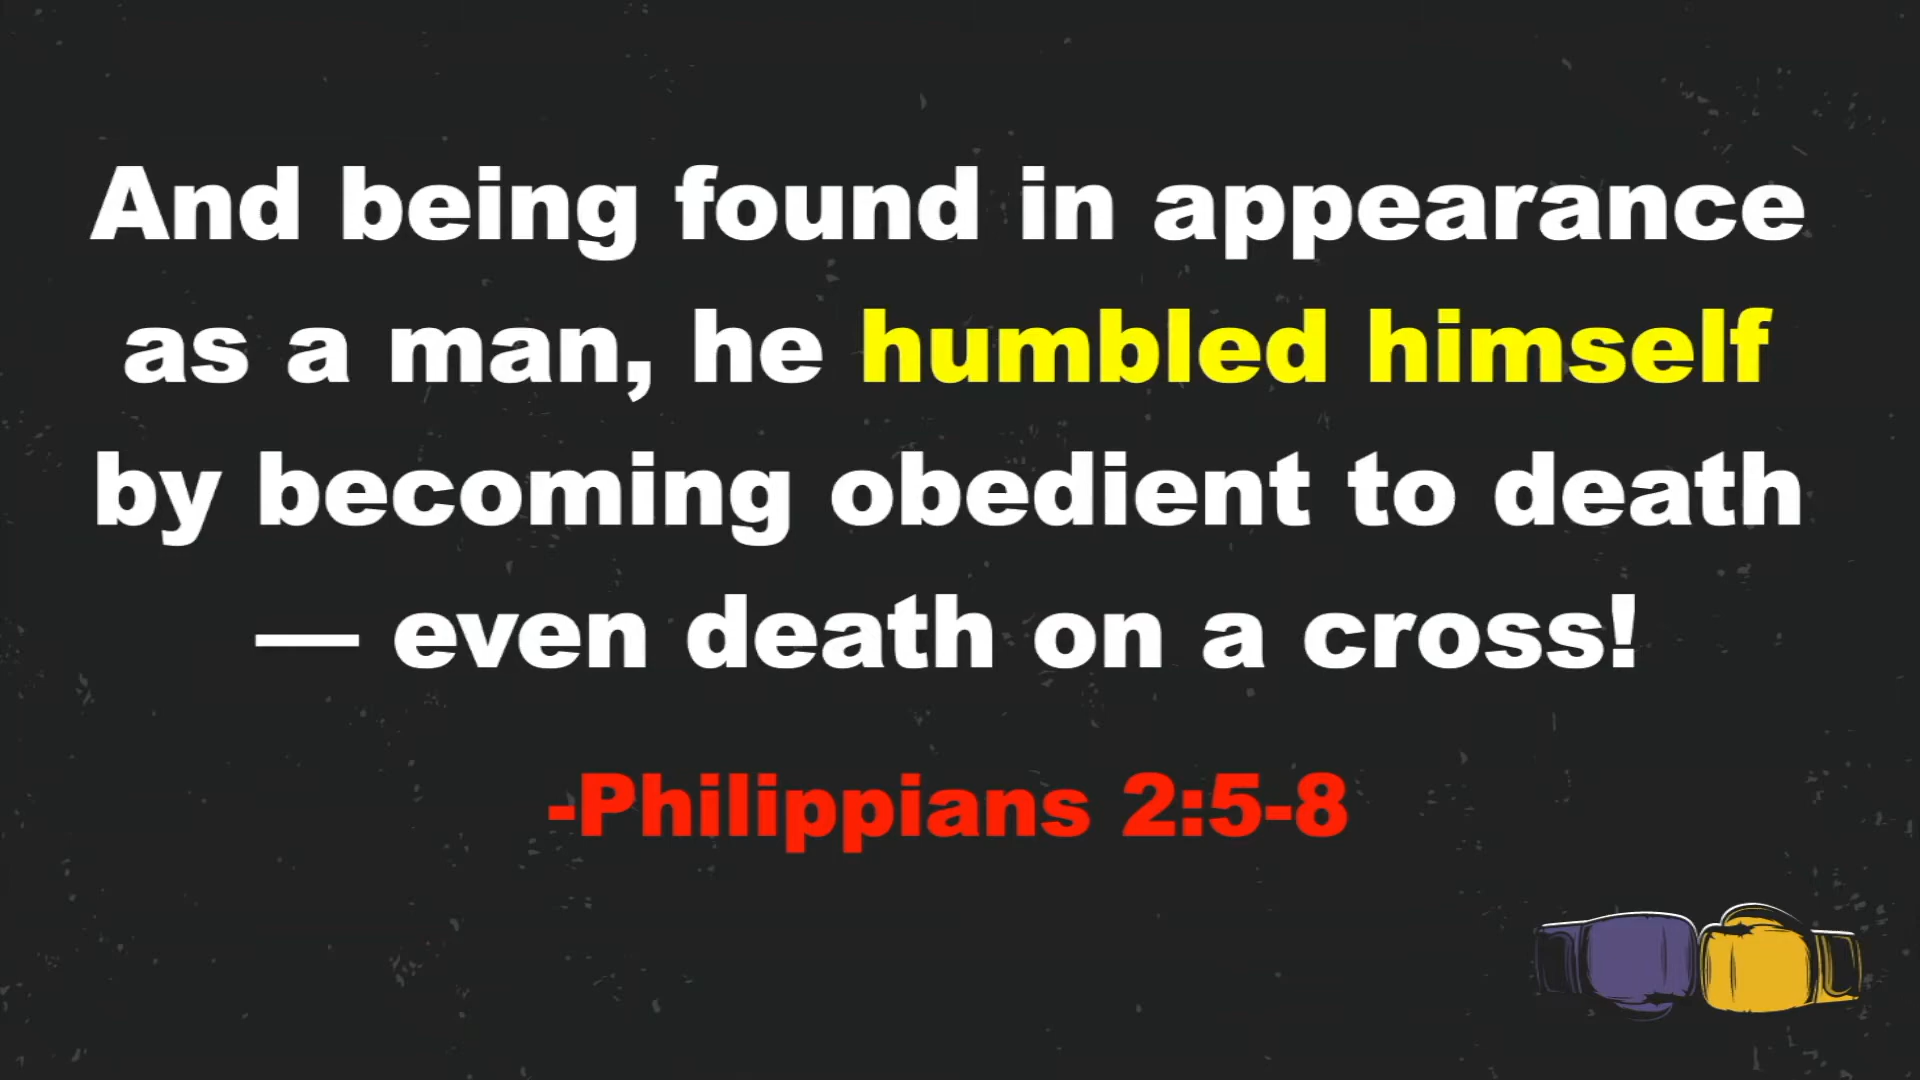 And being found in appearance
as a man, he humbled himself
by becoming obedient to death
— even death on a cross!
-Philippians 2:5-8